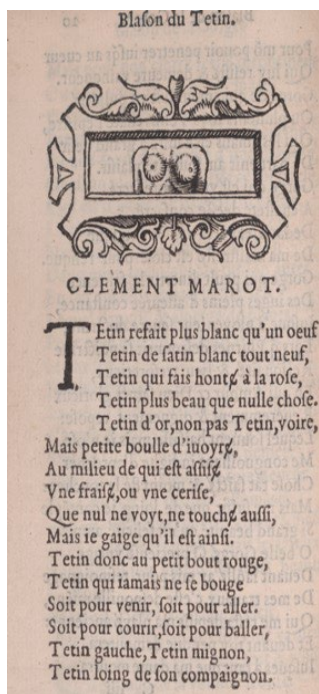 Blason du Tetin.
CLEMENT MAROT.
TEtin refait plus blanc qu'un oeuf
Tetin de ſatin blanc tout neuf,
Tetin qui fais honte̸ à la roſe,
Tetin plus beau que nulle choſe.
Tetin d'or, non pas Tetin, voire,
Mais petite boulle d'iuoyre̸,
Au milieu de qui eſt aſſiſe̸
Vne fraiſe̸, ou vne ceriſe,
Que nul ne voyt, ne touche̸ auſſi,
Mais ie gaige qu'il eſt ainſi.
Tetin donc au petit bout rouge,
Tetin qui iamais ne ſe bouge
Soit pour venir, ſoit pour aller.
Soit pour courir, ſoit pour baller,
Tetin gauche, Tetin mignon,
Tetin loing de ſon compaignon.